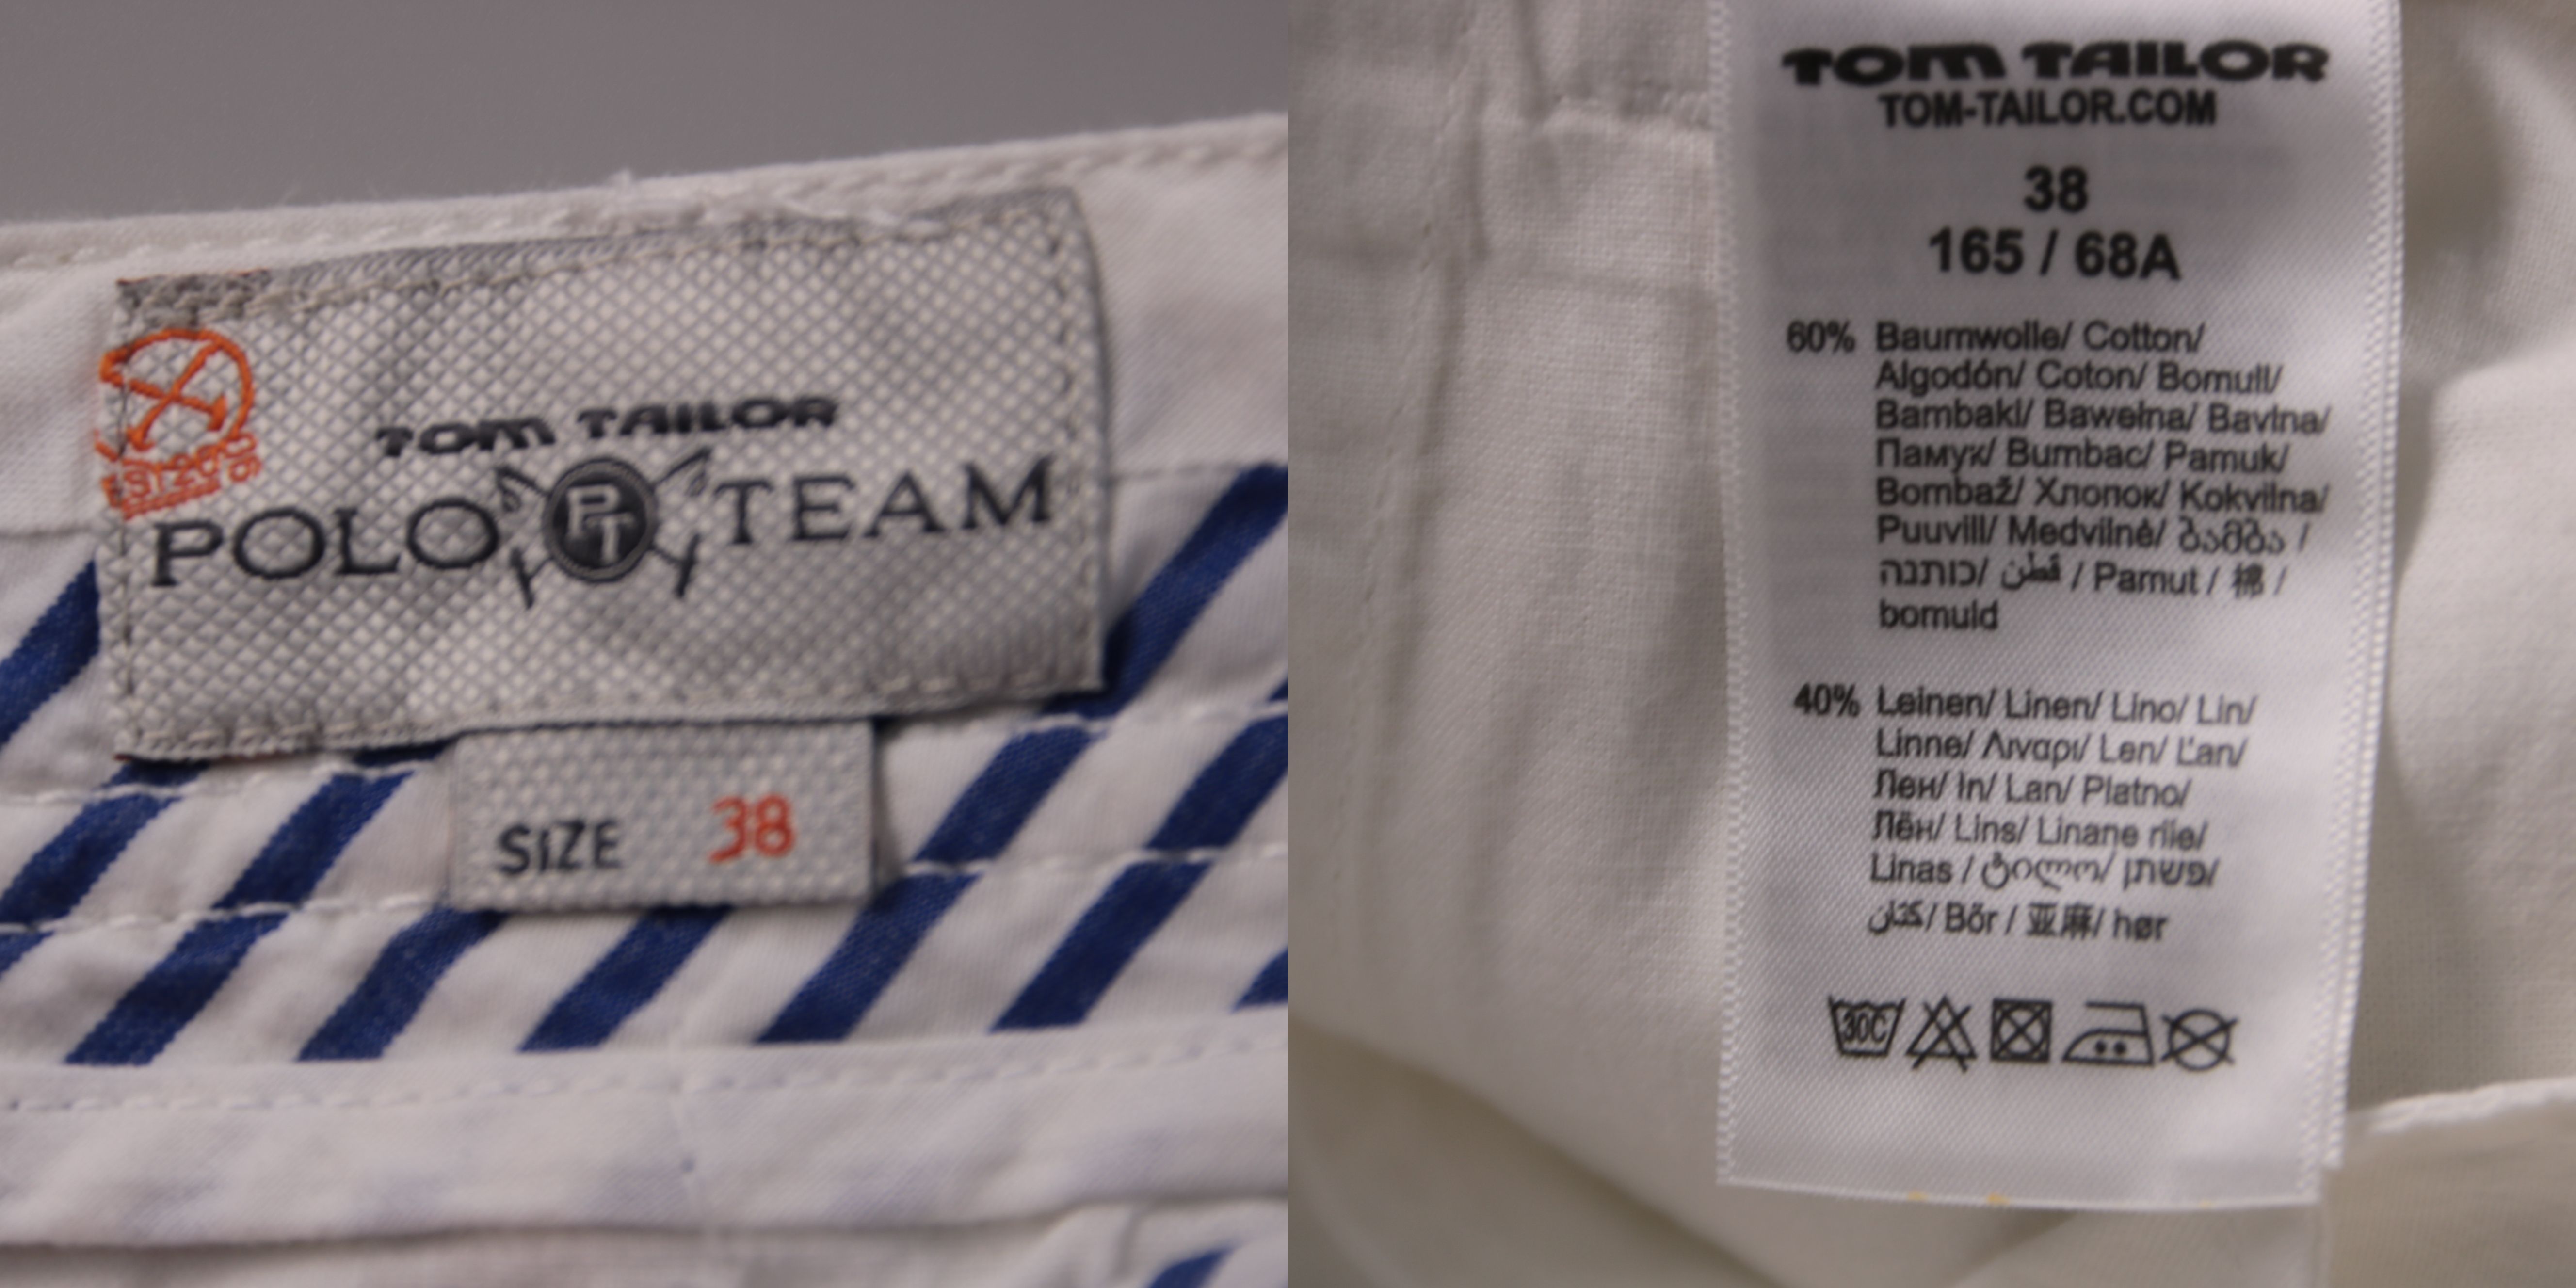 TOM TAILOR
POLO PT TEAM
SIZE 38
TOM TAILOR
TOM-TAILOR.COM
38
165 / 68A
60% Baumwolle/ Cotton/
Algodón/ Coton/ Bomull/
Bambaki/ Bawełna/ Bavlna/
Памук/ Bumbac/ Pamuk/
Bombaž/ Хлопок/ Kokvilna/
Puuvill/ Medvilnė/ ბამბა /
כותנה/ قطن / Pamut / 棉 /
bomuld
40% Leinen/ Linen/ Lino/ Lin/
Linne/ Λιναρι/ Len/ Ľan/
Лен/ In/ Lan/ Platno/
Лён/ Lins/ Linane riie/
Linas / ტილო/ פשתן/
كتان/ Bőr / 亚麻/ hør
30C